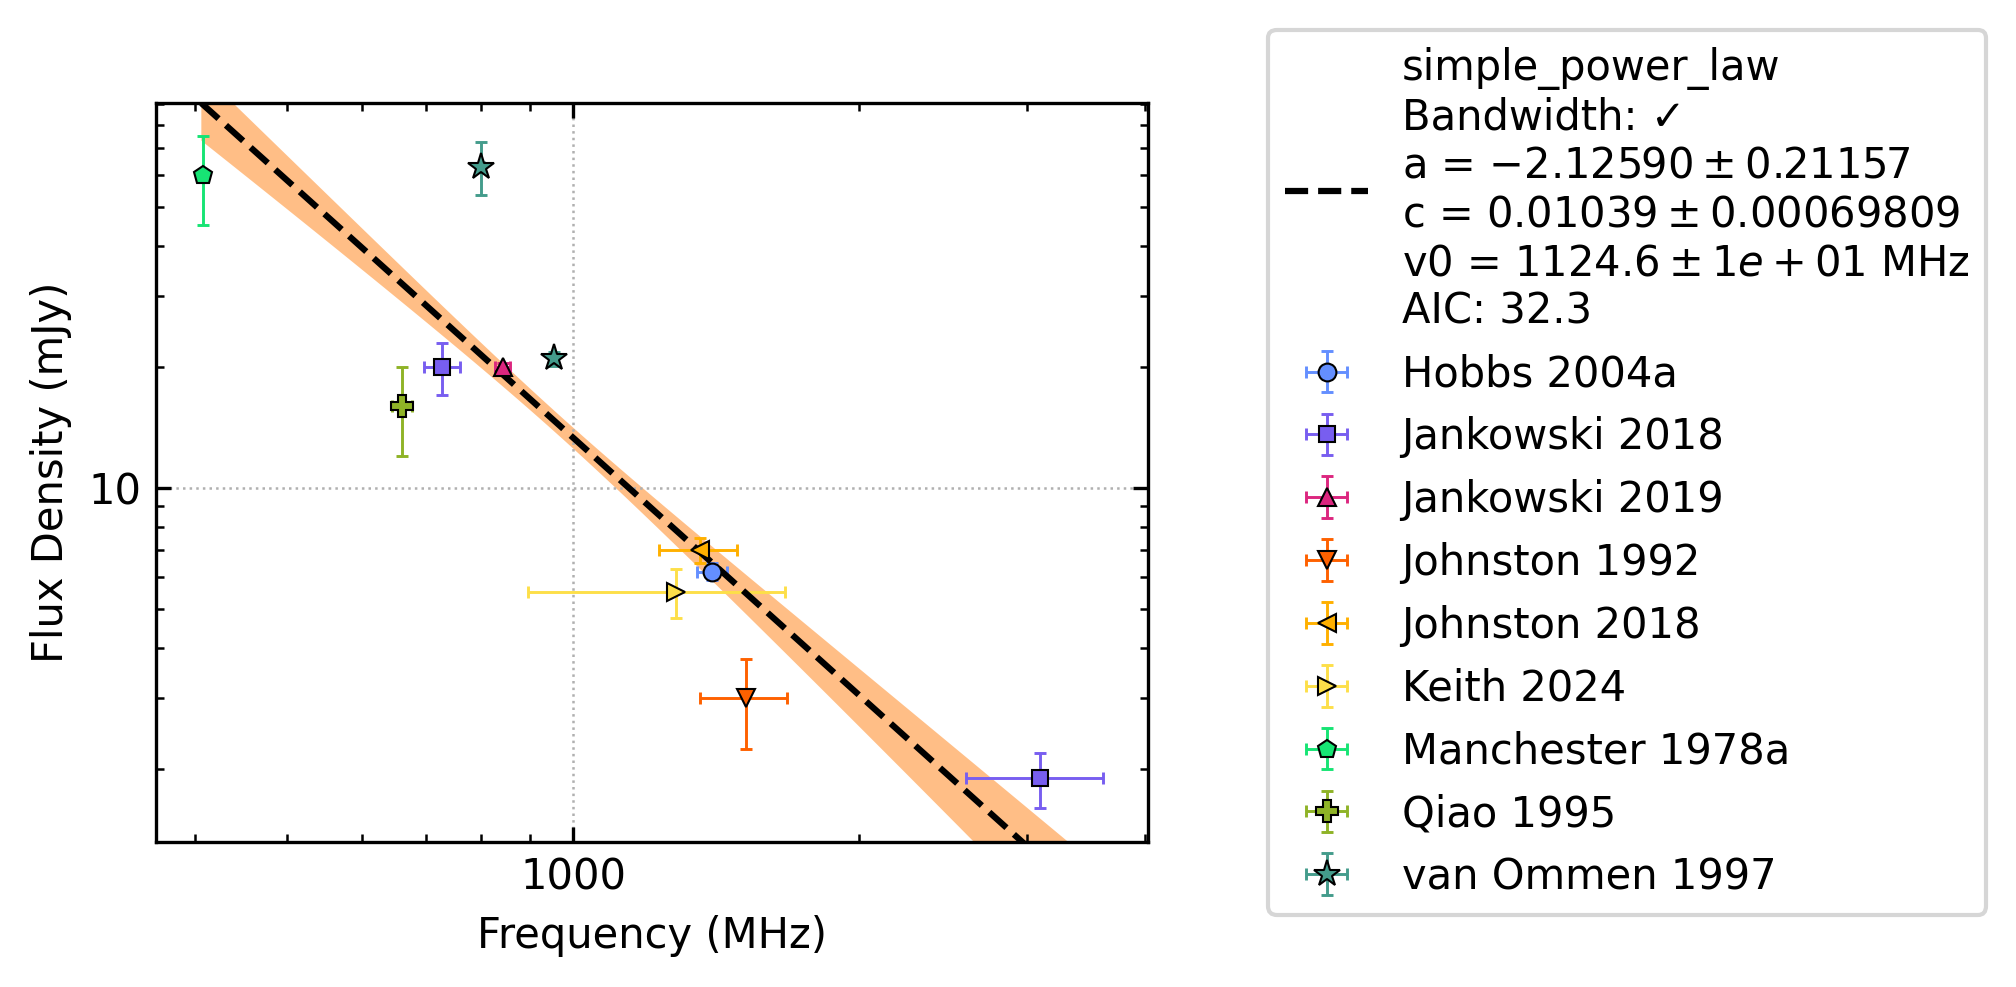 Flux Density (mJy)
10
1000
Frequency (MHz)
simple_power_law
Bandwidth: ✓
a = −2.12590 ± 0.21157
c = 0.01039 ± 0.00069809
v0 = 1124.6 ± 1e + 01 MHz
AIC: 32.3
Hobbs 2004a
Jankowski 2018
Jankowski 2019
Johnston 1992
Johnston 2018
Keith 2024
Manchester 1978a
Qiao 1995
van Ommen 1997